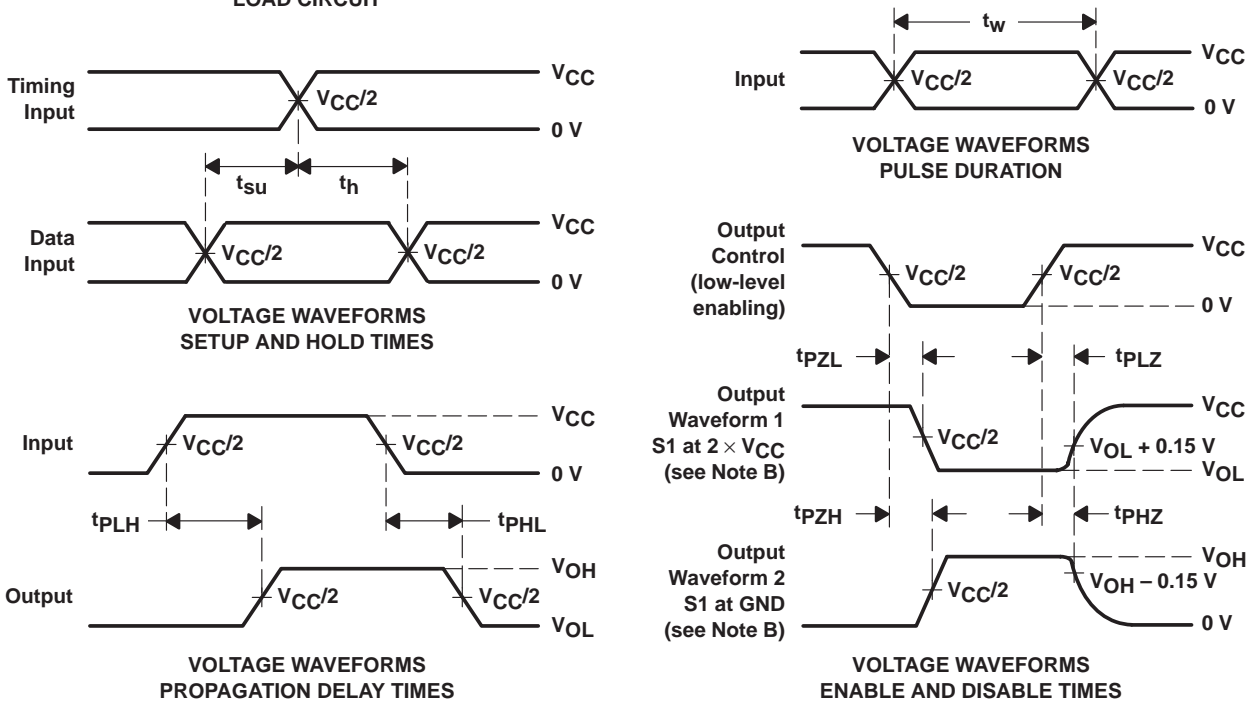 LOAD CIRCUIT
Timing
Input
VCC
VCC/2
0 V
tsu
th
Data
Input
VCC
VCC/2
VCC/2
0 V
VOLTAGE WAVEFORMS
SETUP AND HOLD TIMES
Input
VCC
VCC/2
VCC/2
0 V
tPLH
tPHL
Output
VOH
VCC/2
VCC/2
VOL
VOLTAGE WAVEFORMS
PROPAGATION DELAY TIMES
tw
Input
VCC
VCC/2
VCC/2
0 V
VOLTAGE WAVEFORMS
PULSE DURATION
Output
Control
(low-level
enabling)
VCC
VCC/2
VCC/2
0 V
tPZL
tPLZ
Output
Waveform 1
S1 at 2 × VCC
(see Note B)
VCC
VCC/2
VOL + 0.15 V
VOL
tPZH
tPHZ
Output
Waveform 2
S1 at GND
(see Note B)
VOH
VCC/2
VOH – 0.15 V
0 V
VOLTAGE WAVEFORMS
ENABLE AND DISABLE TIMES